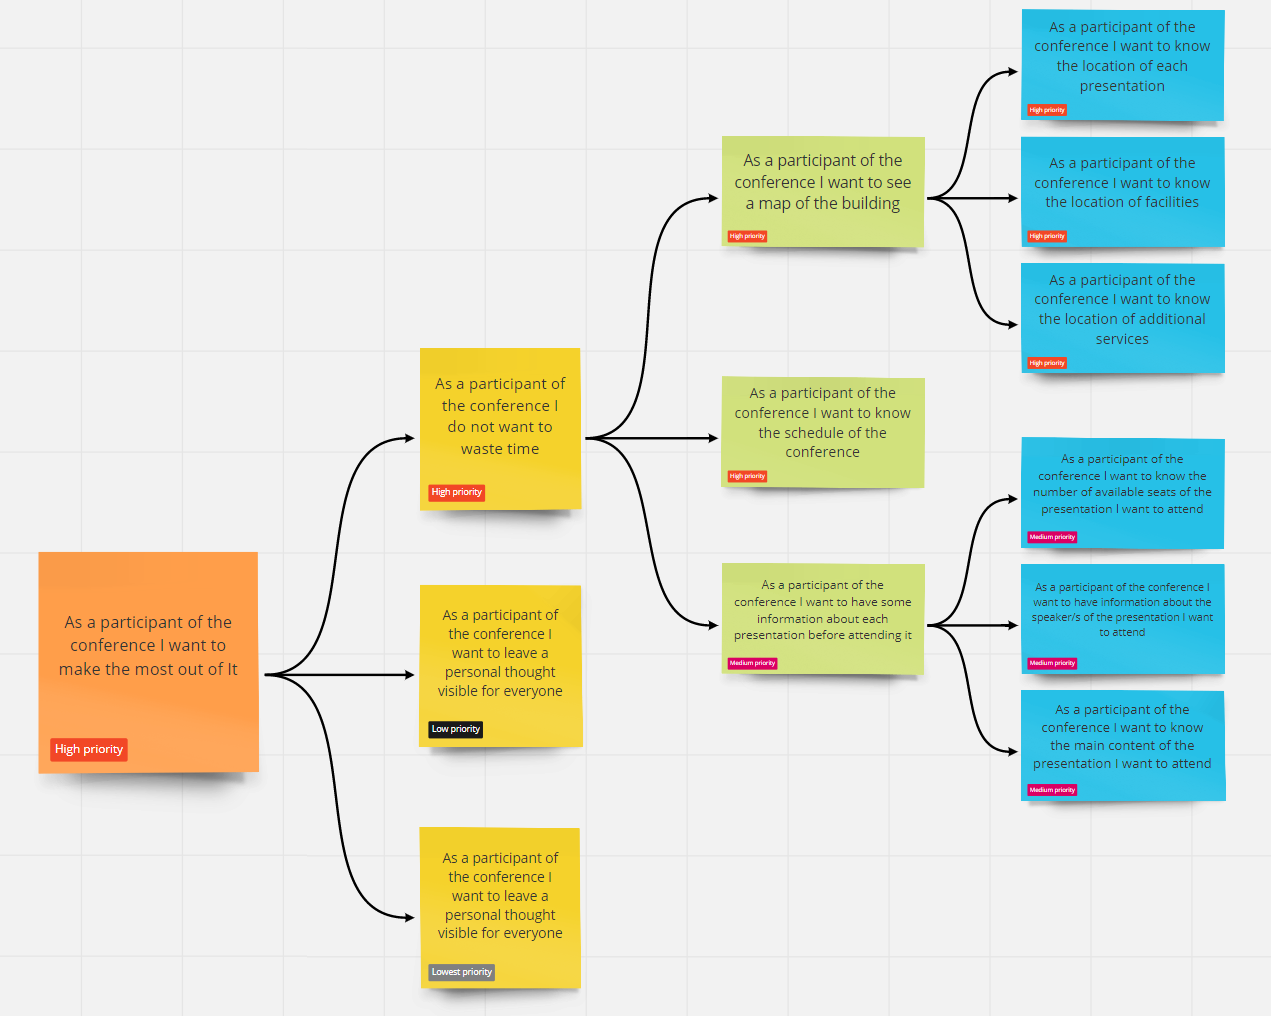 As a participant of the
conference I want to know
the location of each
presentation
High priority
As a participant of the
conference I want to see
a map of the building
High priority
As a participant of the
conference I want to know
the location of facilities
High priority
As a participant of the
conference I want to know
the location of additional
services
High priority
As a participant of
the conference I
do not want to
waste time
High priority
As a participant of the
conference I want to know
the schedule of the
conference
High priority
As a participant of the
conference I want to know the
number of available seats of the
presentation I want to attend
Medium priority
As a participant of the
conference I want to
make the most out of It
High priority
As a participant of
the conference I
want to leave a
personal thought
visible for everyone
Low priority
As a participant of the
conference I want to have some
information about each
presentation before attending it
Medium priority
As a participant of the conference I
want to have information about the
speaker/s of the presentation I want
to attend
Medium priority
As a participant of the
conference I want to know
the main content of the
presentation I want to attend
Medium priority
As a participant of
the conference I
want to leave a
personal thought
visible for everyone
Lowest priority